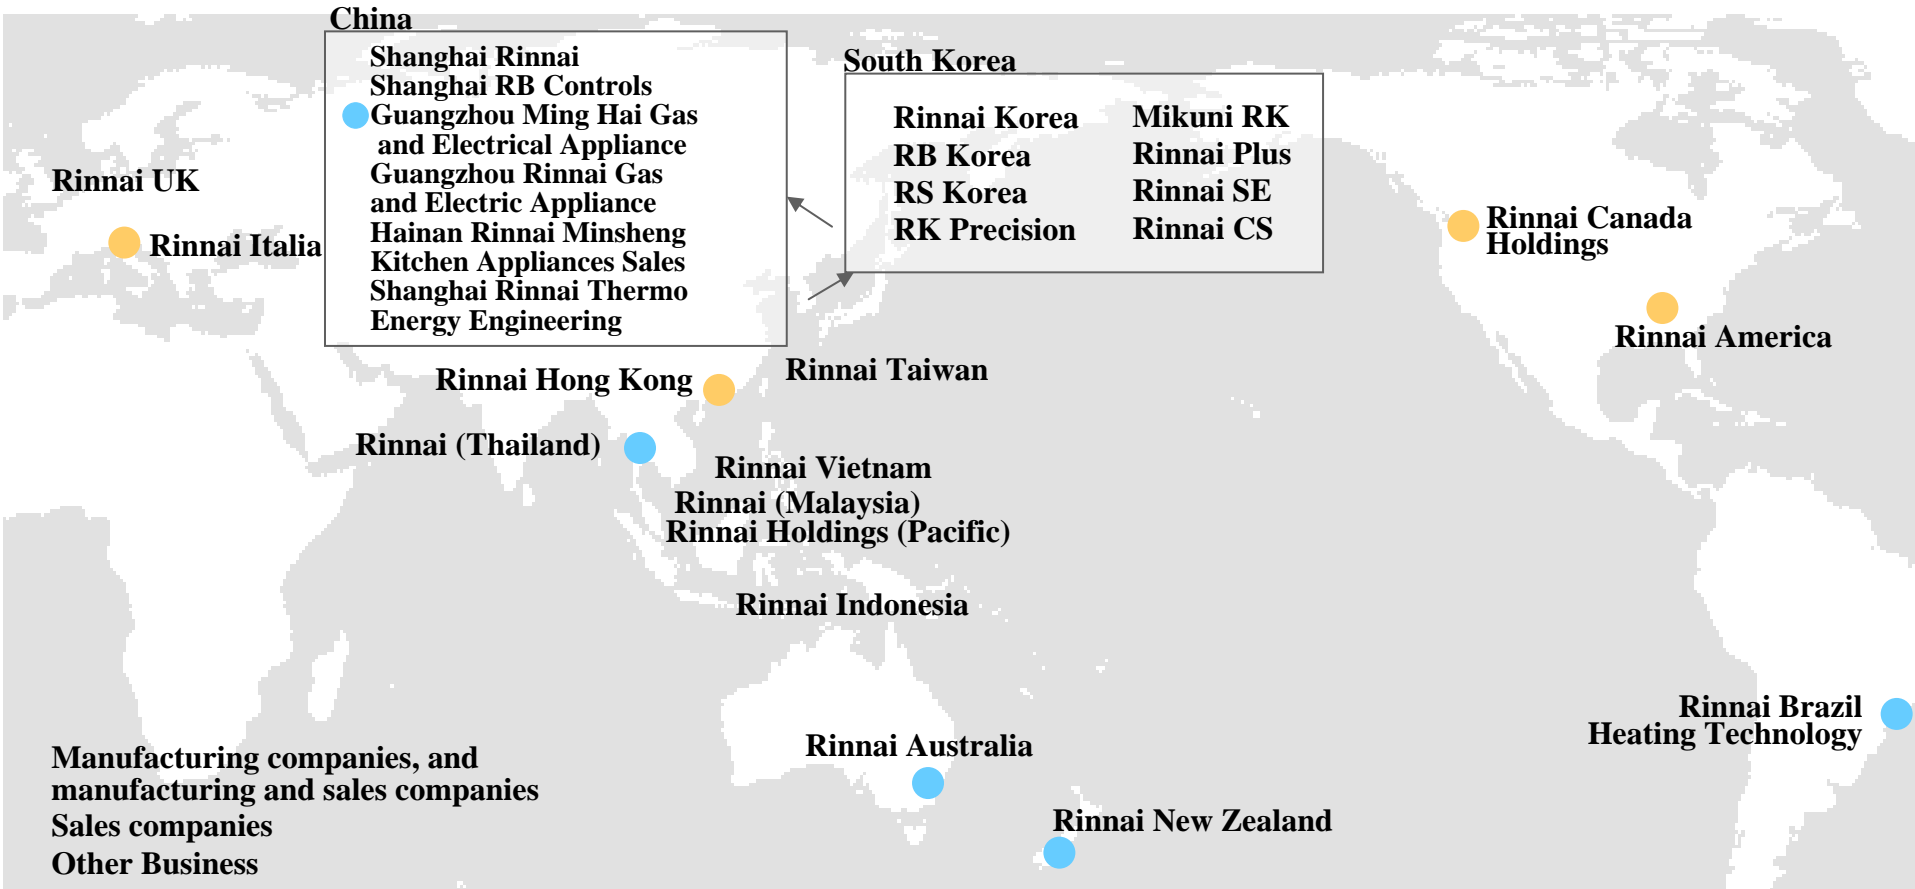 China
Shanghai Rinnai
Shanghai RB Controls
Guangzhou Ming Hai Gas
and Electrical Appliance
Guangzhou Rinnai Gas
and Electric Appliance
Hainan Rinnai Minsheng
Kitchen Appliances Sales
Shanghai Rinnai Thermo
Energy Engineering
South Korea
Rinnai Korea
RB Korea
RS Korea
RK Precision
Mikuni RK
Rinnai Plus
Rinnai SE
Rinnai CS
Rinnai UK
Rinnai Italia
Rinnai Canada
Holdings
Rinnai America
Rinnai Hong Kong
Rinnai Taiwan
Rinnai (Thailand)
Rinnai Vietnam
Rinnai (Malaysia)
Rinnai Holdings (Pacific)
Rinnai Indonesia
Rinnai Australia
Rinnai New Zealand
Rinnai Brazil
Heating Technology
Manufacturing companies, and
manufacturing and sales companies
Sales companies
Other Business